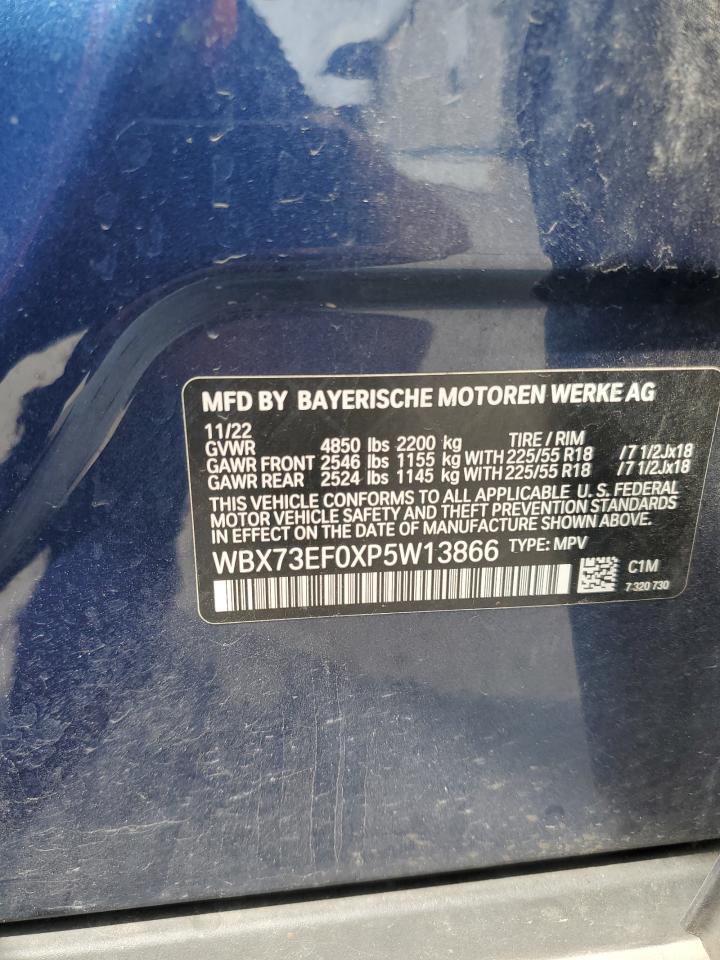 MFD BY BAYERISCHE MOTOREN WERKE AG
11/22
GVWR 4850 lbs 2200 kg TIRE / RIM
GAWR FRONT 2546 lbs 1155 kg WITH 225/55 R18 / 7 1/2Jx18
GAWR REAR 2524 lbs 1145 kg WITH 225/55 R18 / 7 1/2Jx18
THIS VEHICLE CONFORMS TO ALL APPLICABLE U. S. FEDERAL
MOTOR VEHICLE SAFETY AND THEFT PREVENTION STANDARDS
IN EFFECT ON THE DATE OF MANUFACTURE SHOWN ABOVE.
WBX73EF0XP5W13866 TYPE: MPV
C1M
7 320 730